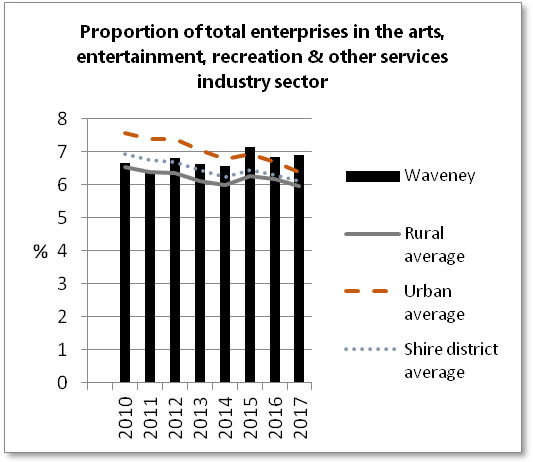 Proportion of total enterprises in the arts,
entertainment, recreation & other services
industry sector
8
7
6
5
%
4
3
2
1
0
2010
2011
2012
2013
2014
2015
2016
2017
Waveney
Rural
average
Urban
average
Shire district
average